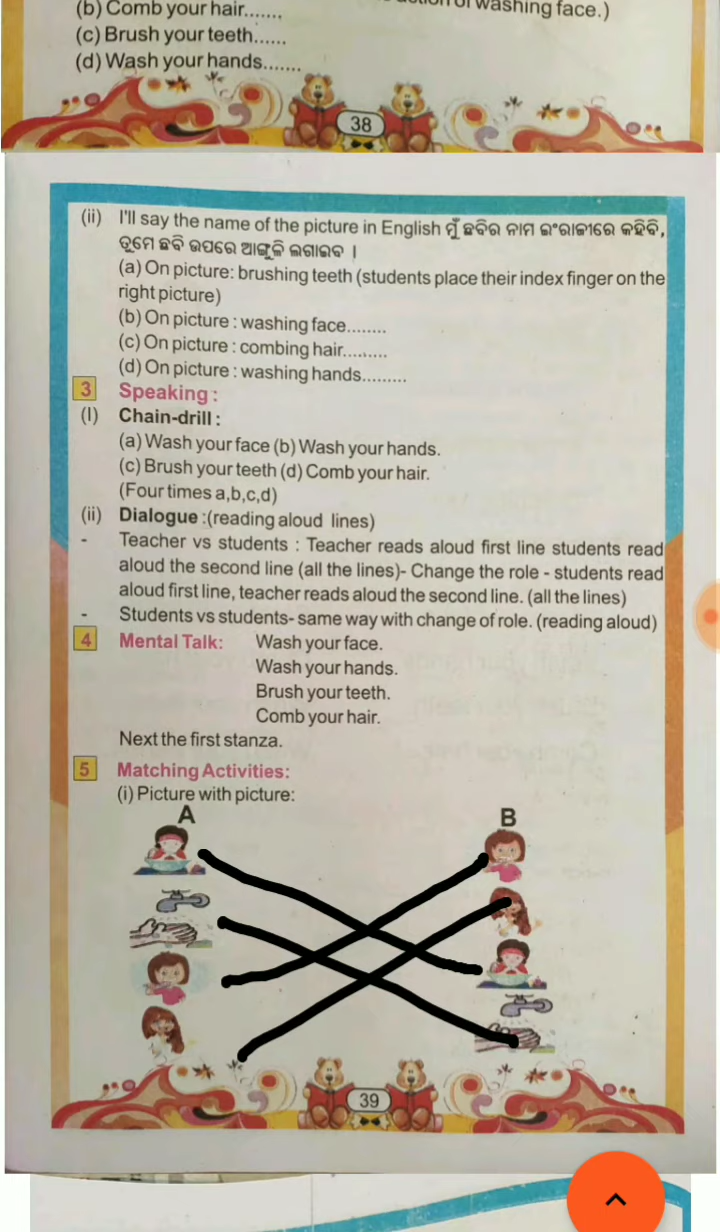 (b) Comb your hair.......
washing face.)
(c) Brush your teeth......
(d) Wash your hands.......
38
(ii) I'll say the name of the picture in English ମୁଁ ଛବିର ନାମ ଇଂରାଜୀରେ କହିବି,
ତୁମେ ଛବି ଉପରେ ଆଙ୍ଗୁଳି ଲଗାଇବ ।
(a) On picture: brushing teeth (students place their index finger on the
right picture)
(b) On picture : washing face........
(c) On picture : combing hair.........
(d) On picture : washing hands.........
3 Speaking :
(I) Chain-drill :
(a) Wash your face (b) Wash your hands.
(c) Brush your teeth (d) Comb your hair.
(Four times a,b,c,d)
(ii) Dialogue :(reading aloud lines)
- Teacher vs students : Teacher reads aloud first line students read
aloud the second line (all the lines)- Change the role - students read
aloud first line, teacher reads aloud the second line. (all the lines)
- Students vs students- same way with change of role. (reading aloud)
4 Mental Talk: Wash your face.
Wash your hands.
Brush your teeth.
Comb your hair.
Next the first stanza.
5 Matching Activities:
(i) Picture with picture:
A B
39